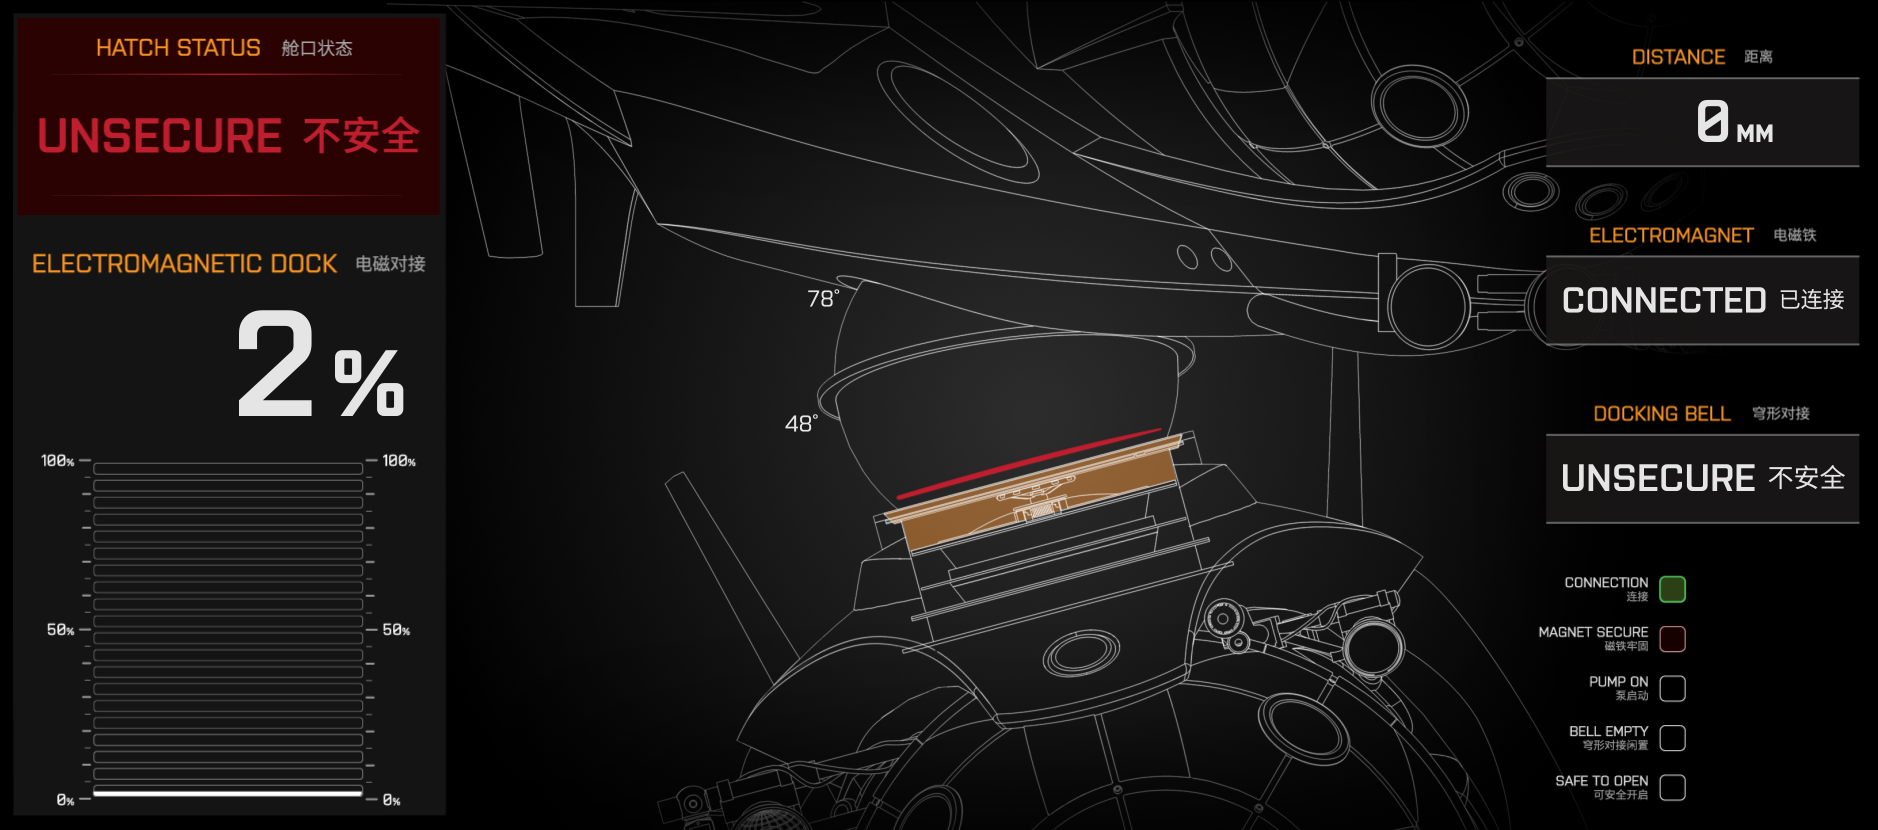 HATCH STATUS 舱口状态
UNSECURE 不安全
ELECTROMAGNETIC DOCK 电磁对接
2%
100% 100%
50% 50%
0% 0%
78°
48°
DISTANCE 距离
0 MM
ELECTROMAGNET 电磁铁
CONNECTED 已连接
DOCKING BELL 穹形对接
UNSECURE 不安全
CONNECTION
连接
MAGNET SECURE
磁铁牢固
PUMP ON
泵启动
BELL EMPTY
穹形对接闲置
SAFE TO OPEN
可安全开启